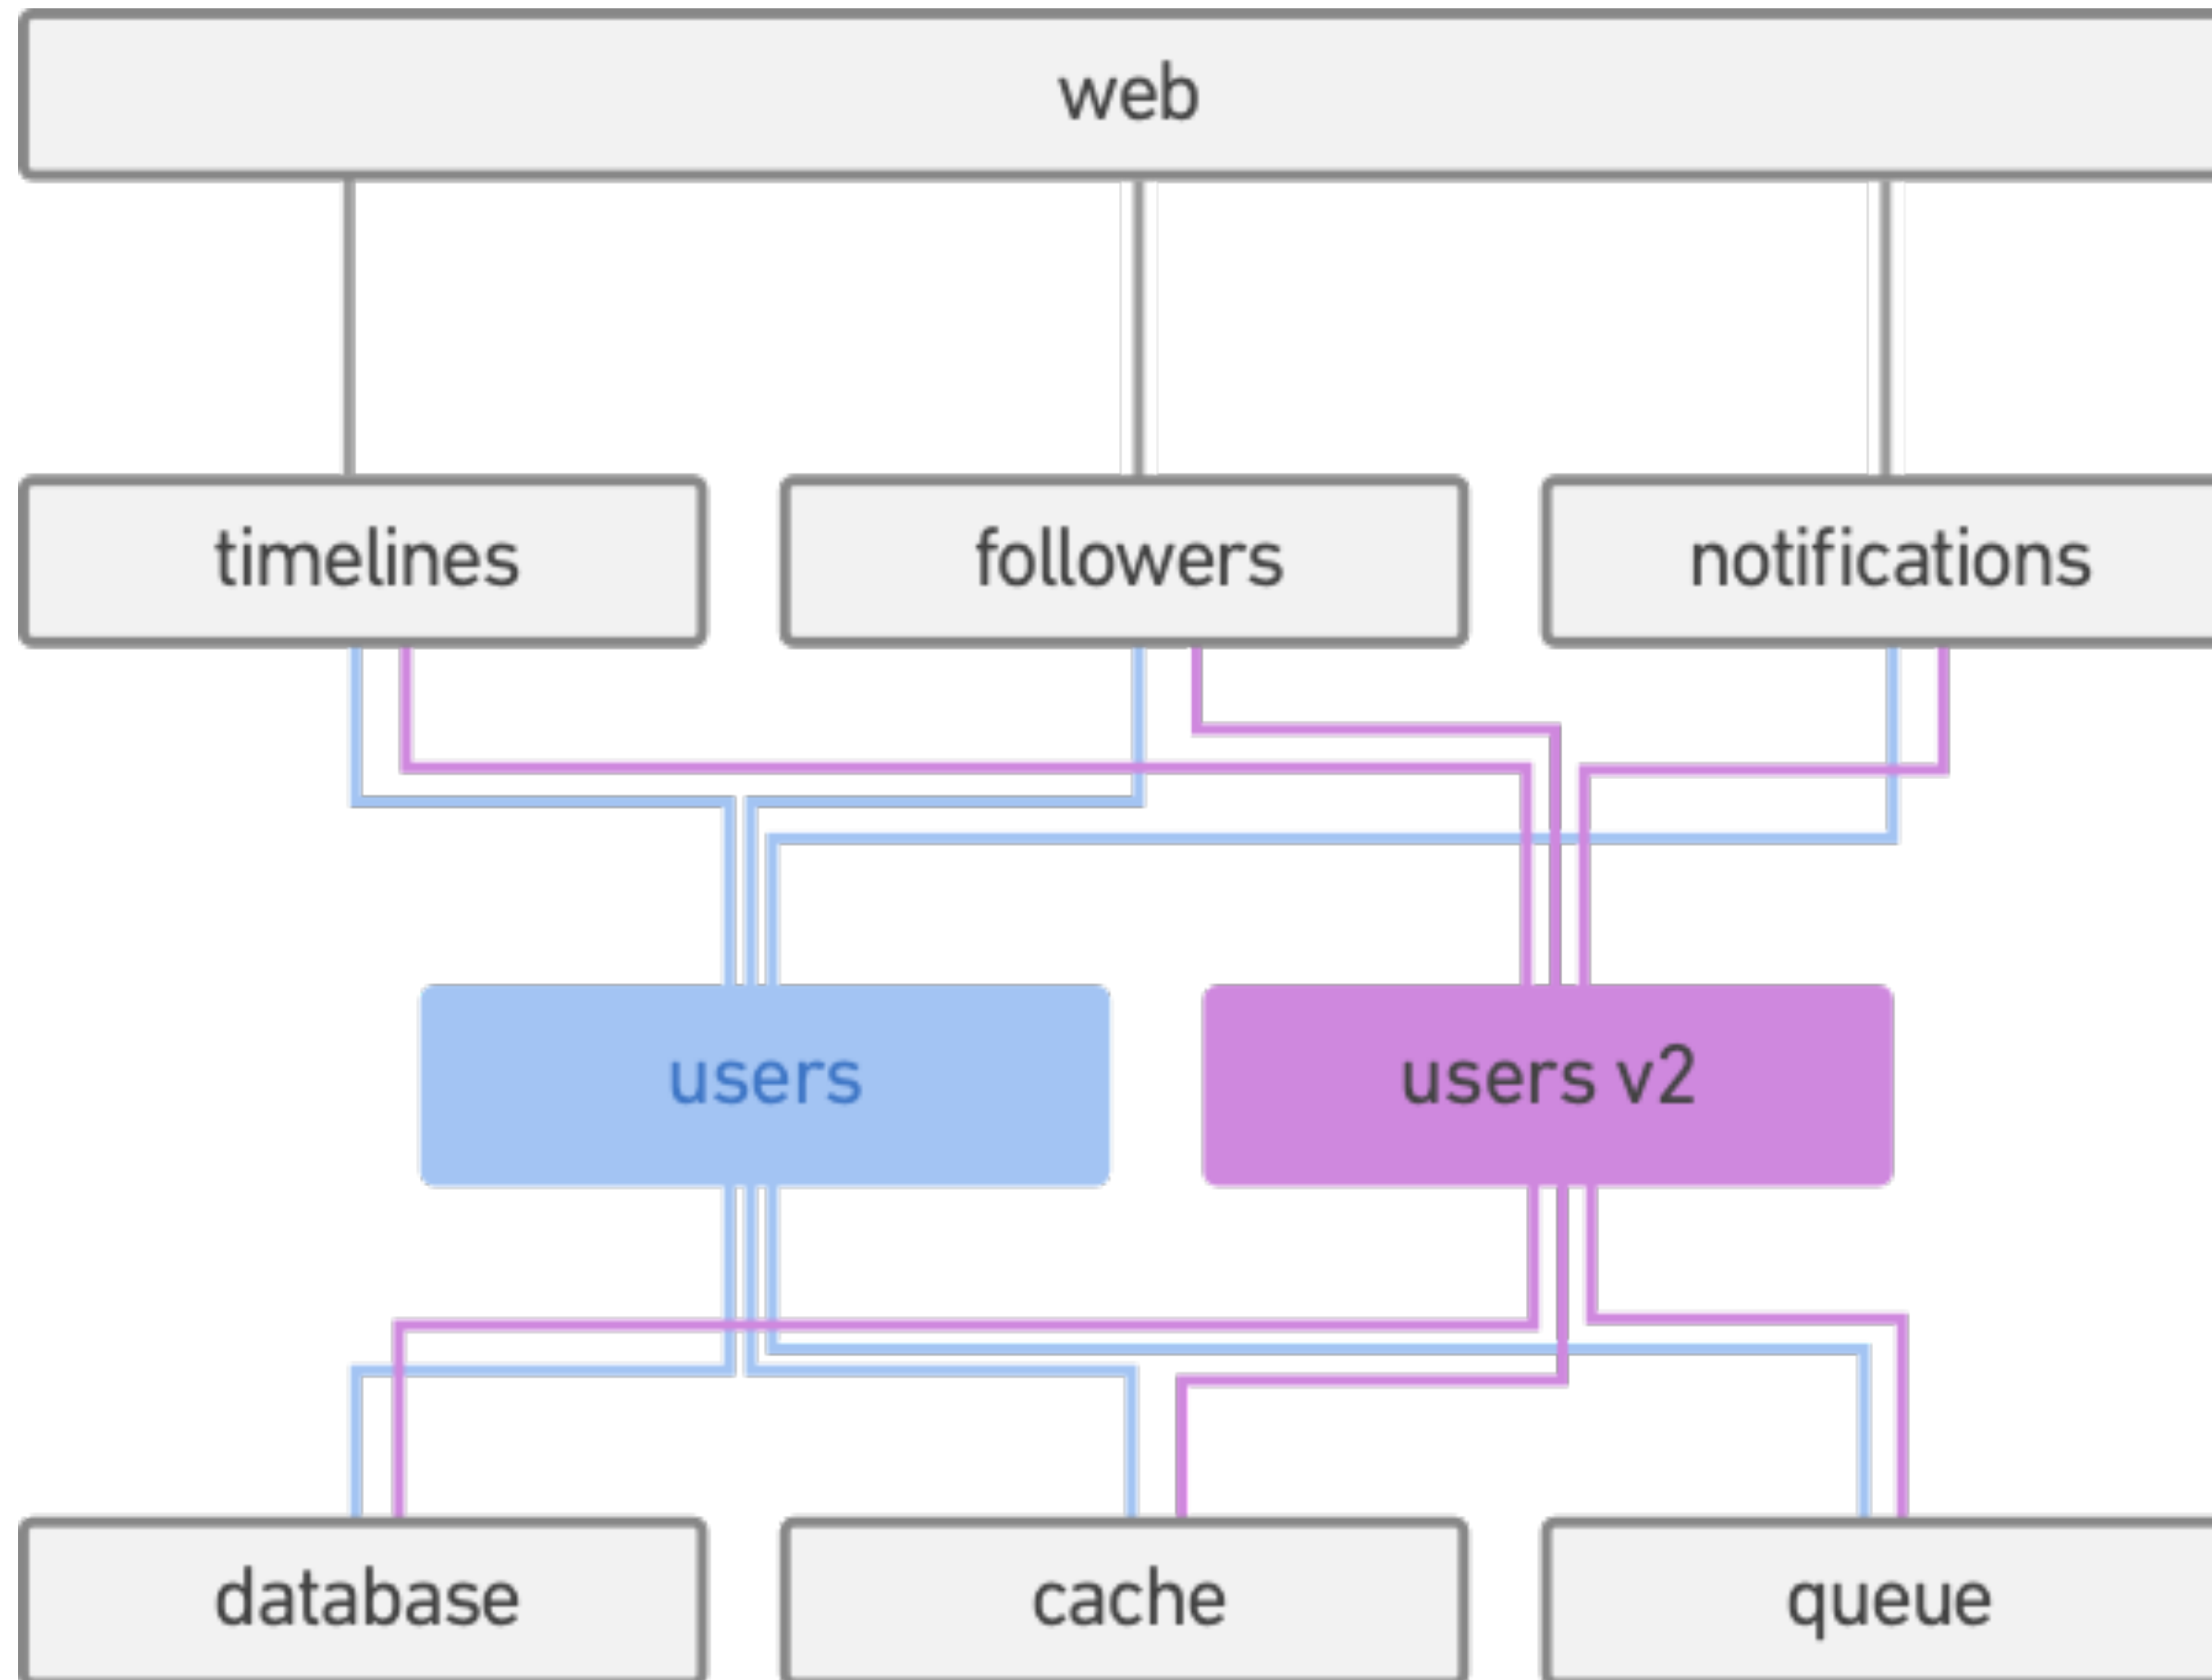 web
timelines
followers
notifications
users
users v2
database
cache
queue